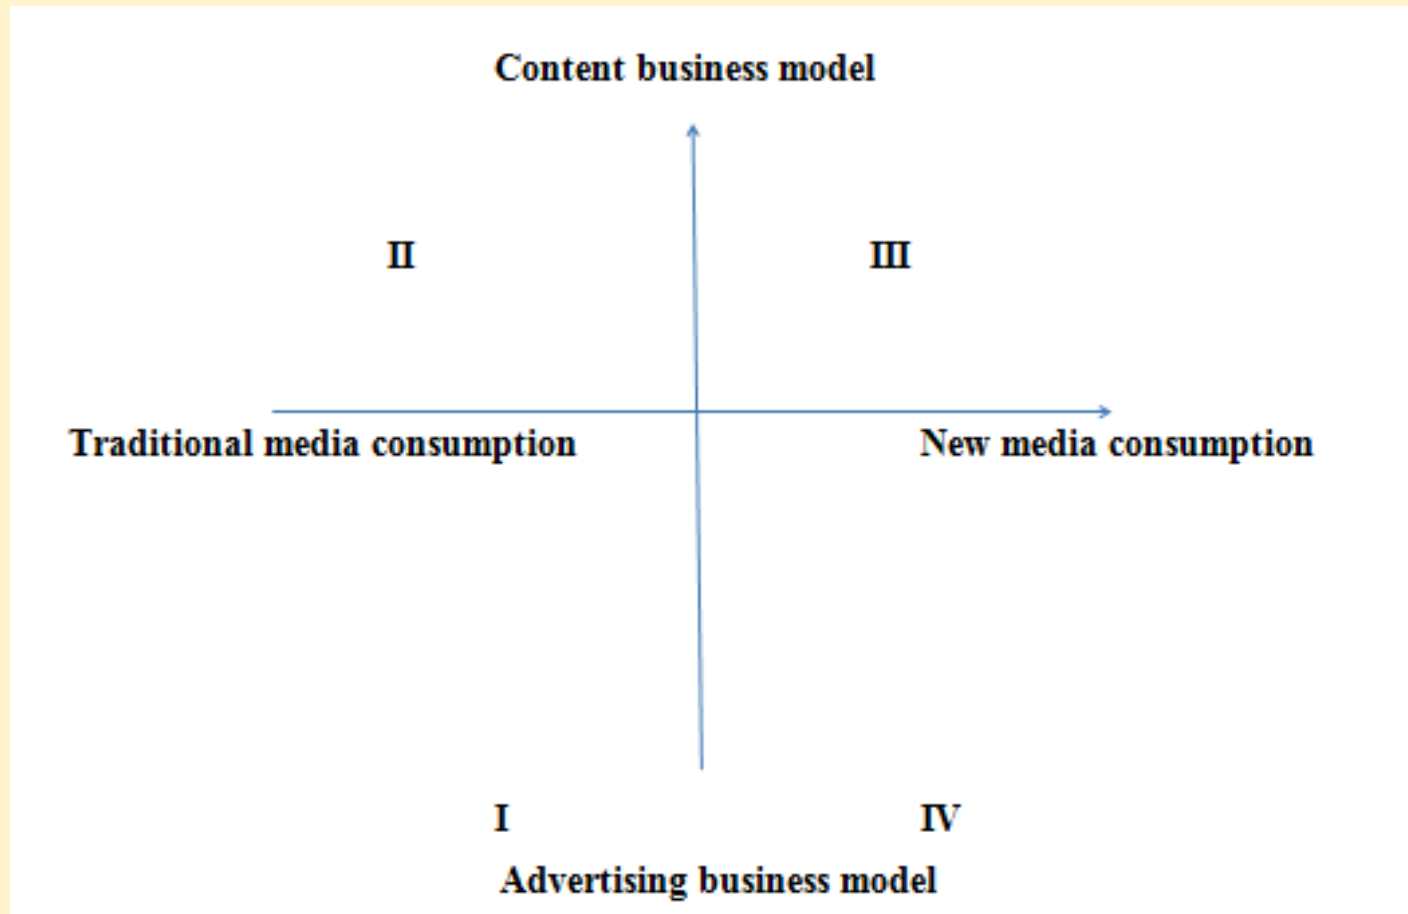 Content business model
II
III
Traditional media consumption
New media consumption
I
IV
Advertising business model